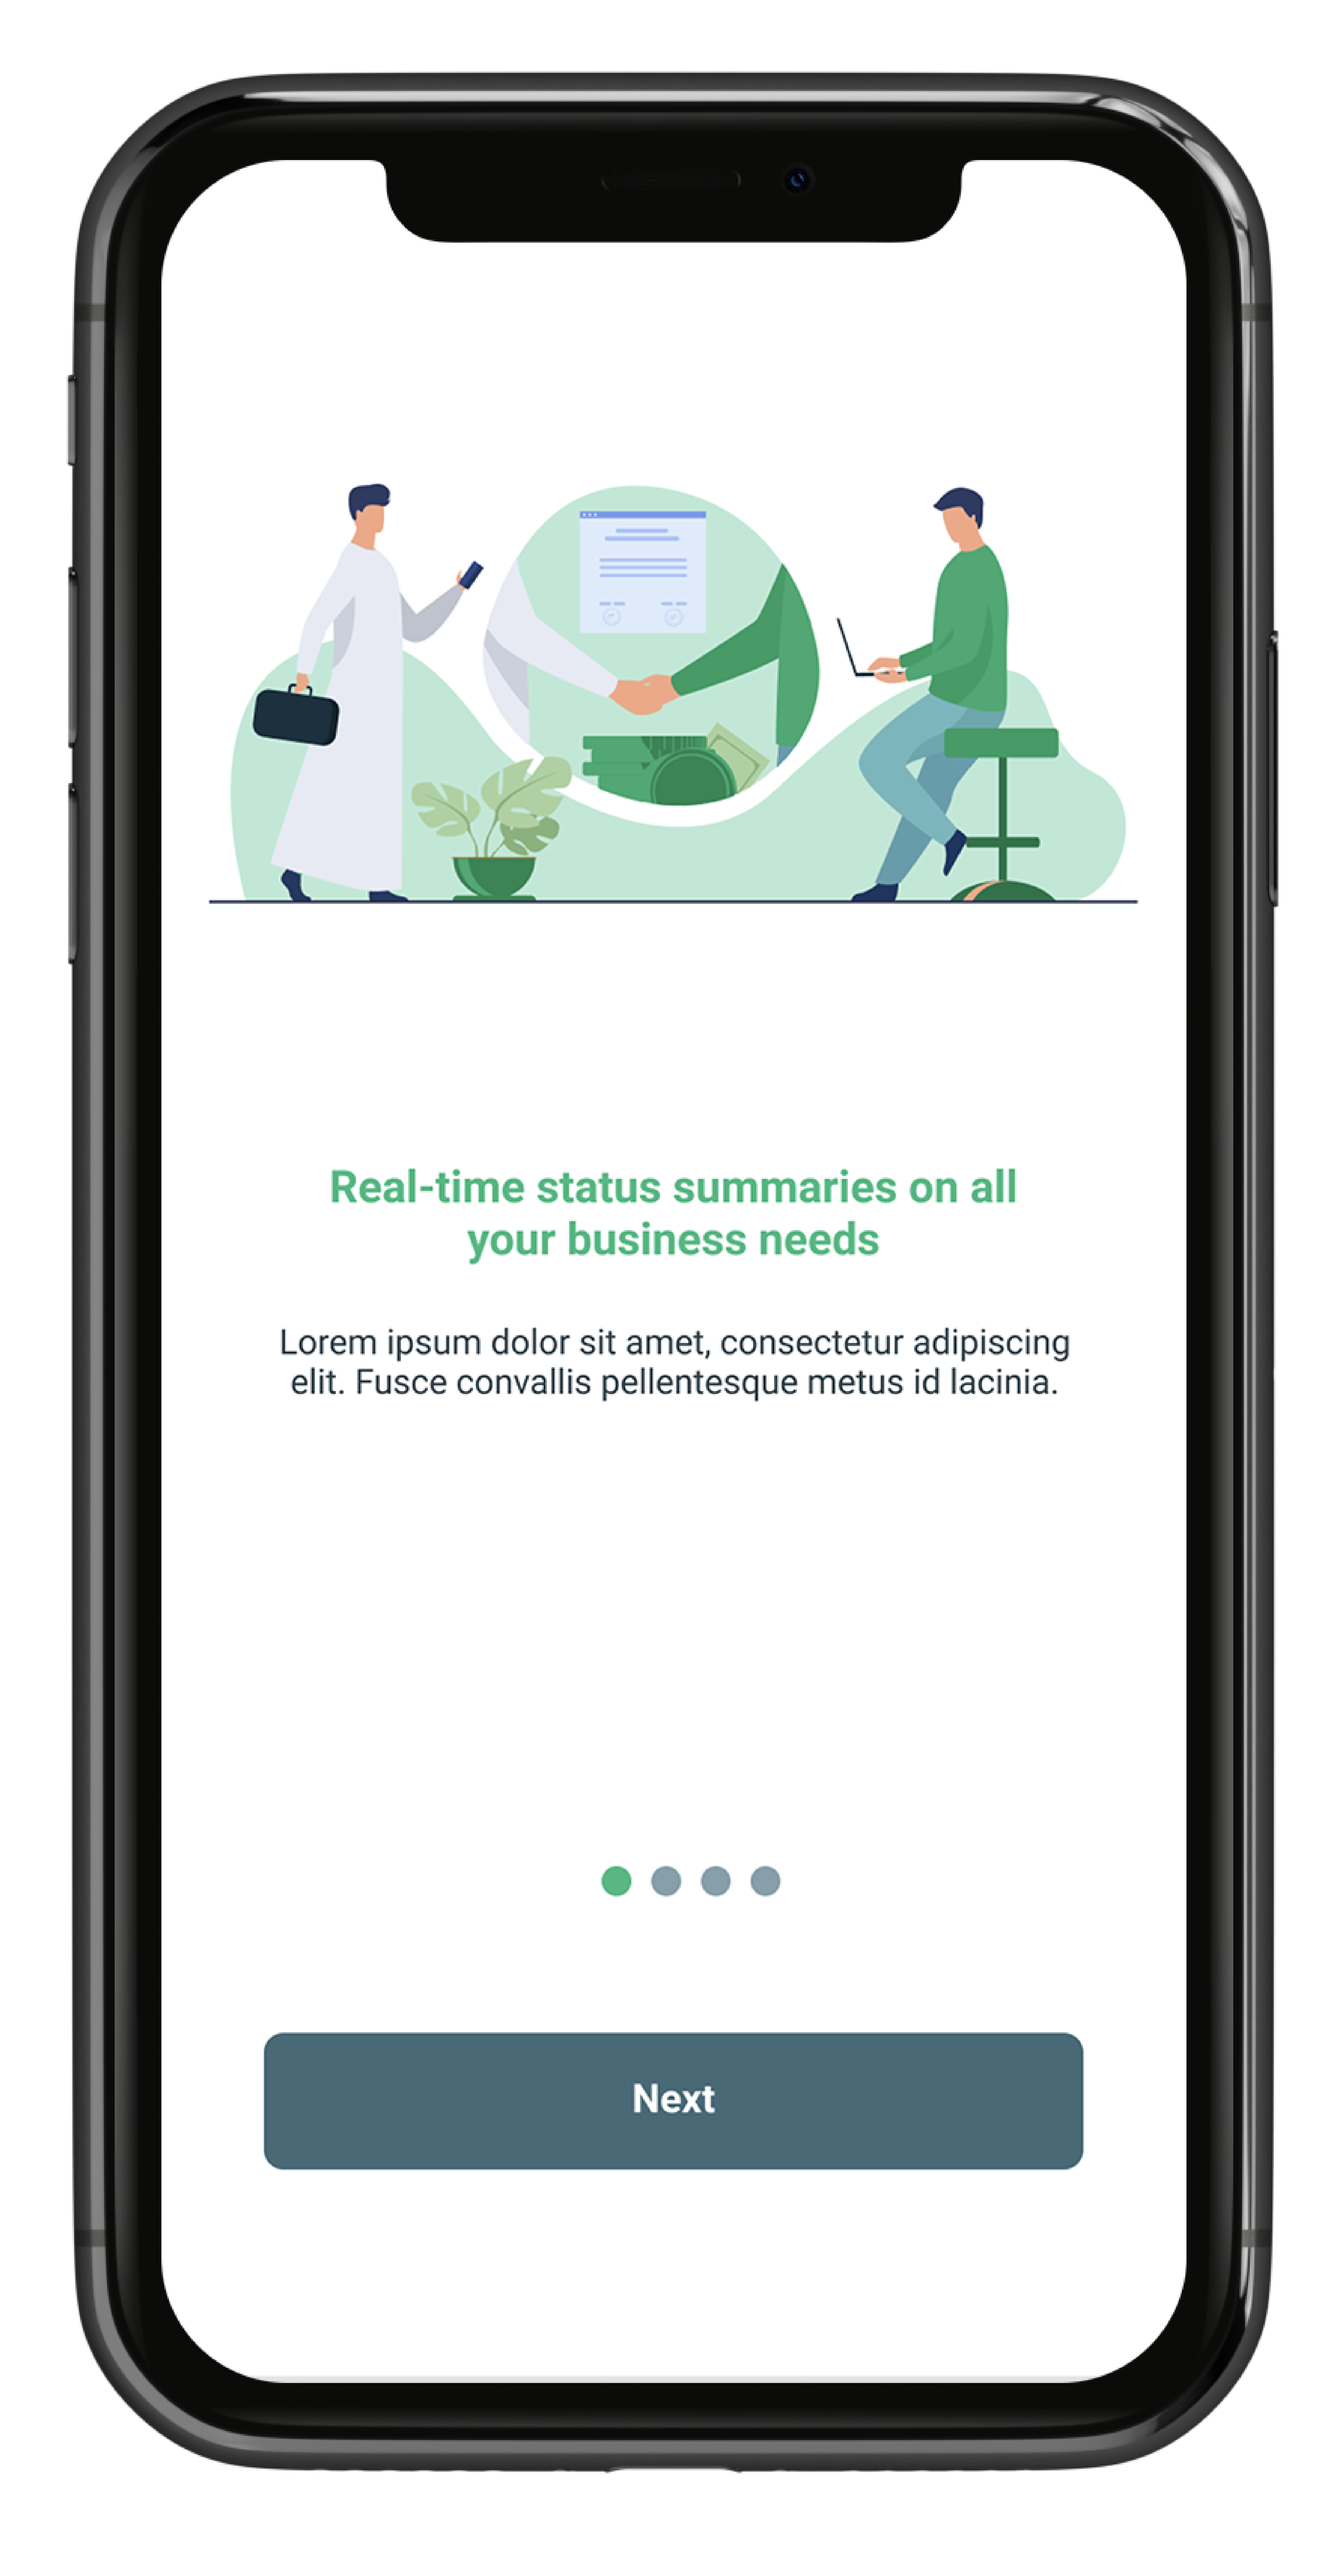 Real-time status summaries on all
your business needs
Lorem ipsum dolor sit amet, consectetur adipiscing
elit. Fusce convallis pellentesque metus id lacinia.
Next